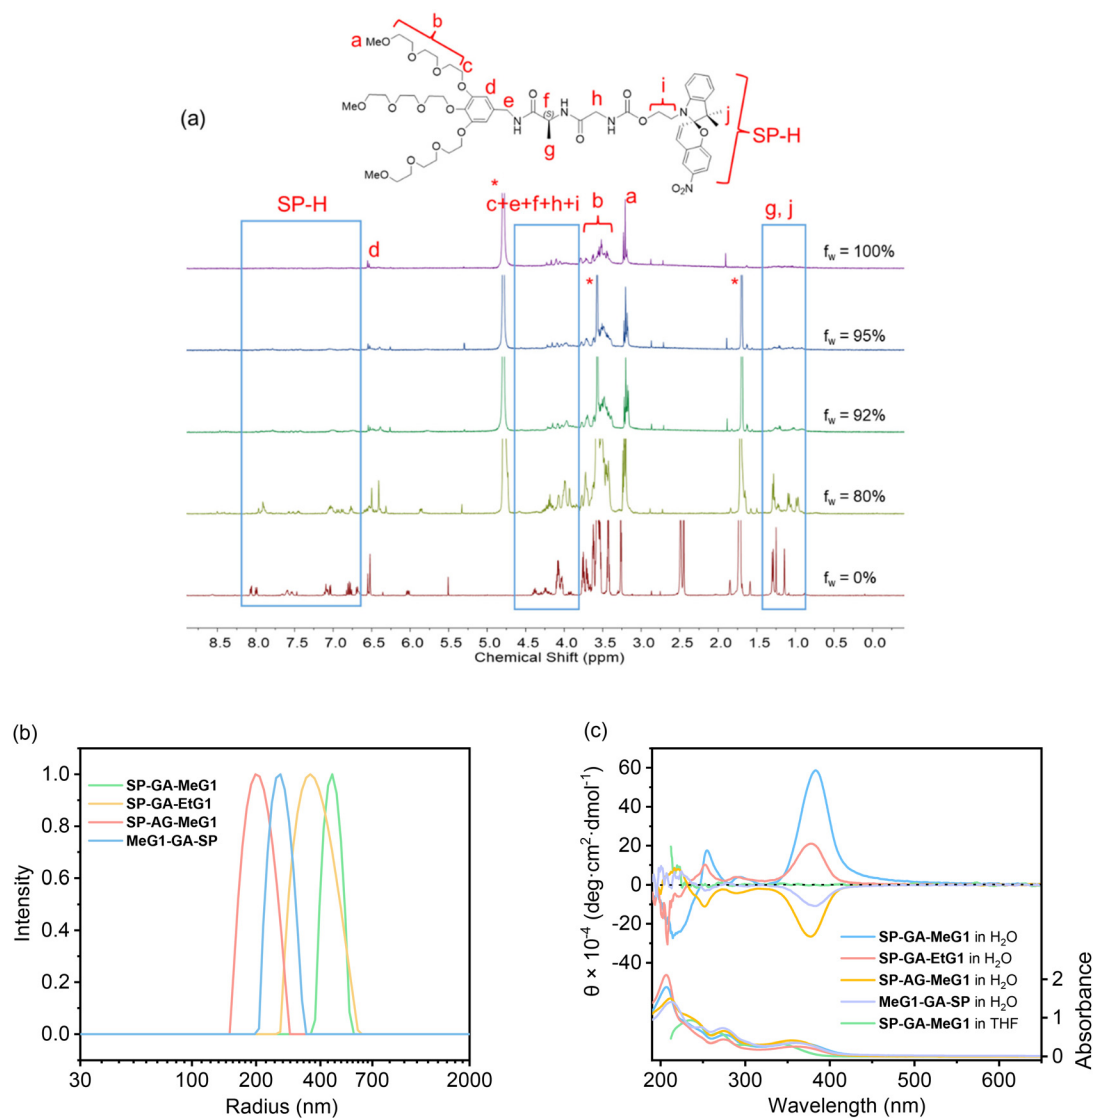 (a)
b
a MeO
c
d
e
f
g
h
i
j
O
O
O
O
MeO
O
O
O
O
O
O
O
MeO
O
NH
(S)
H
N
O
N
H
O
O
N
O
NO₂
SP-H
SP-H
d
*
c+e+f+h+i
b
a
g, j
* *
fw = 100%
fw = 95%
fw = 92%
fw = 80%
fw = 0%
8.5 8.0 7.5 7.0 6.5 6.0 5.5 5.0 4.5 4.0 3.5 3.0 2.5 2.0 1.5 1.0 0.5 0.0
Chemical Shift (ppm)
(b)
Intensity
1.0
0.8
0.6
0.4
0.2
0.0
SP-GA-MeG1
SP-GA-EtG1
SP-AG-MeG1
MeG1-GA-SP
30 100 200 400 700 2000
Radius (nm)
(c)
θ × 10⁻⁴ (deg·cm²·dmol⁻¹)
60
40
20
0
-20
-40
SP-GA-MeG1 in H₂O
SP-GA-EtG1 in H₂O
SP-AG-MeG1 in H₂O
MeG1-GA-SP in H₂O
SP-GA-MeG1 in THF
2
1
0
Absorbance
200 300 400 500 600
Wavelength (nm)